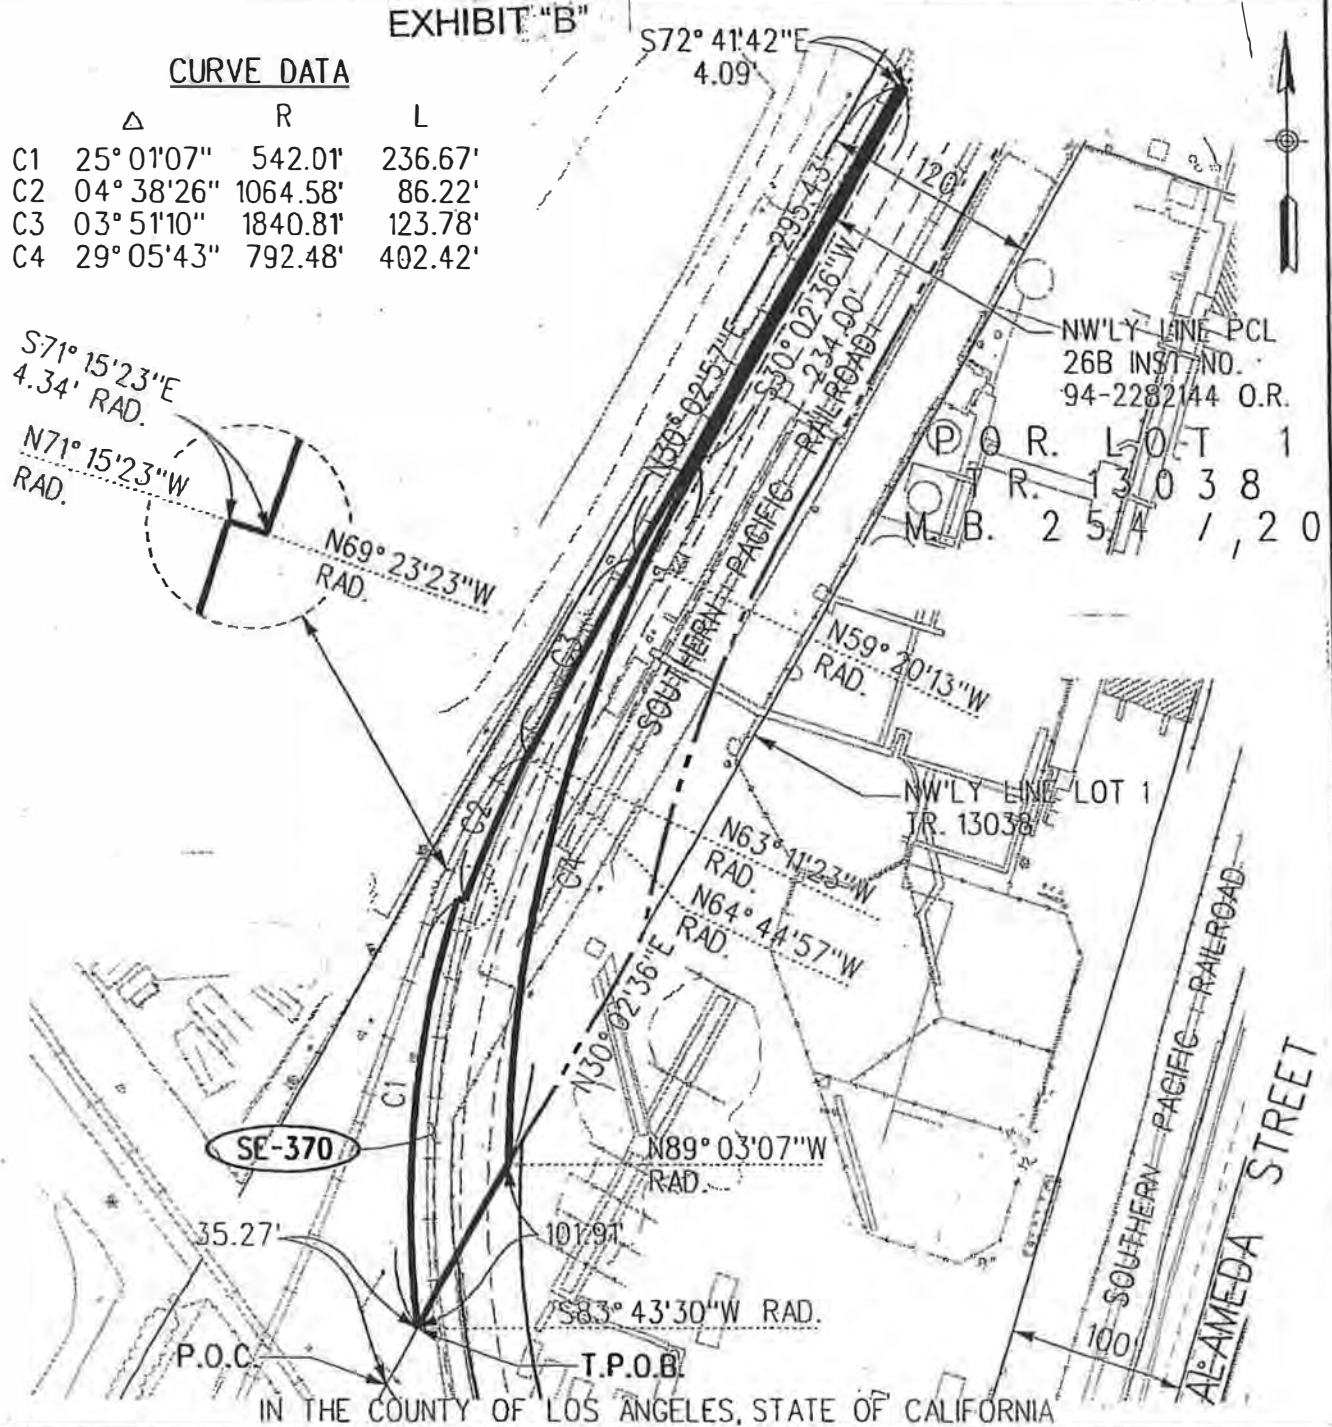 EXHIBIT "B"
CURVE DATA
Δ R L
C1 25°01'07" 542.01' 236.67'
C2 04°38'26" 1064.58' 86.22'
C3 03°51'10" 1840.81' 123.78'
C4 29°05'43" 792.48' 402.42'
S72°41'42"E
4.09'
120'
295.43'
N30°02'57"E
S30°02'36"W
234.00'
SOUTHERN PACIFIC RAILROAD
NW'LY LINE PCL
26B INST NO.
94-2282144 O.R.
POR. LOT 1
TR. 13038
M.B. 254 / 20
S71°15'23"E
4.34' RAD.
N71°15'23"W
RAD.
N69°23'23"W
RAD.
C3
N59°20'13"W
RAD.
NW'LY LINE LOT 1
TR. 13038
C2
C4
N63°11'23"W
RAD.
N64°44'57"W
RAD.
N30°02'36"E
C1
SE-370
N89°03'07"W
RAD.
35.27'
101.91'
S83°43'30"W RAD.
P.O.C.
T.P.O.B.
SOUTHERN PACIFIC RAILROAD
ALAMEDA STREET
100'
IN THE COUNTY OF LOS ANGELES, STATE OF CALIFORNIA